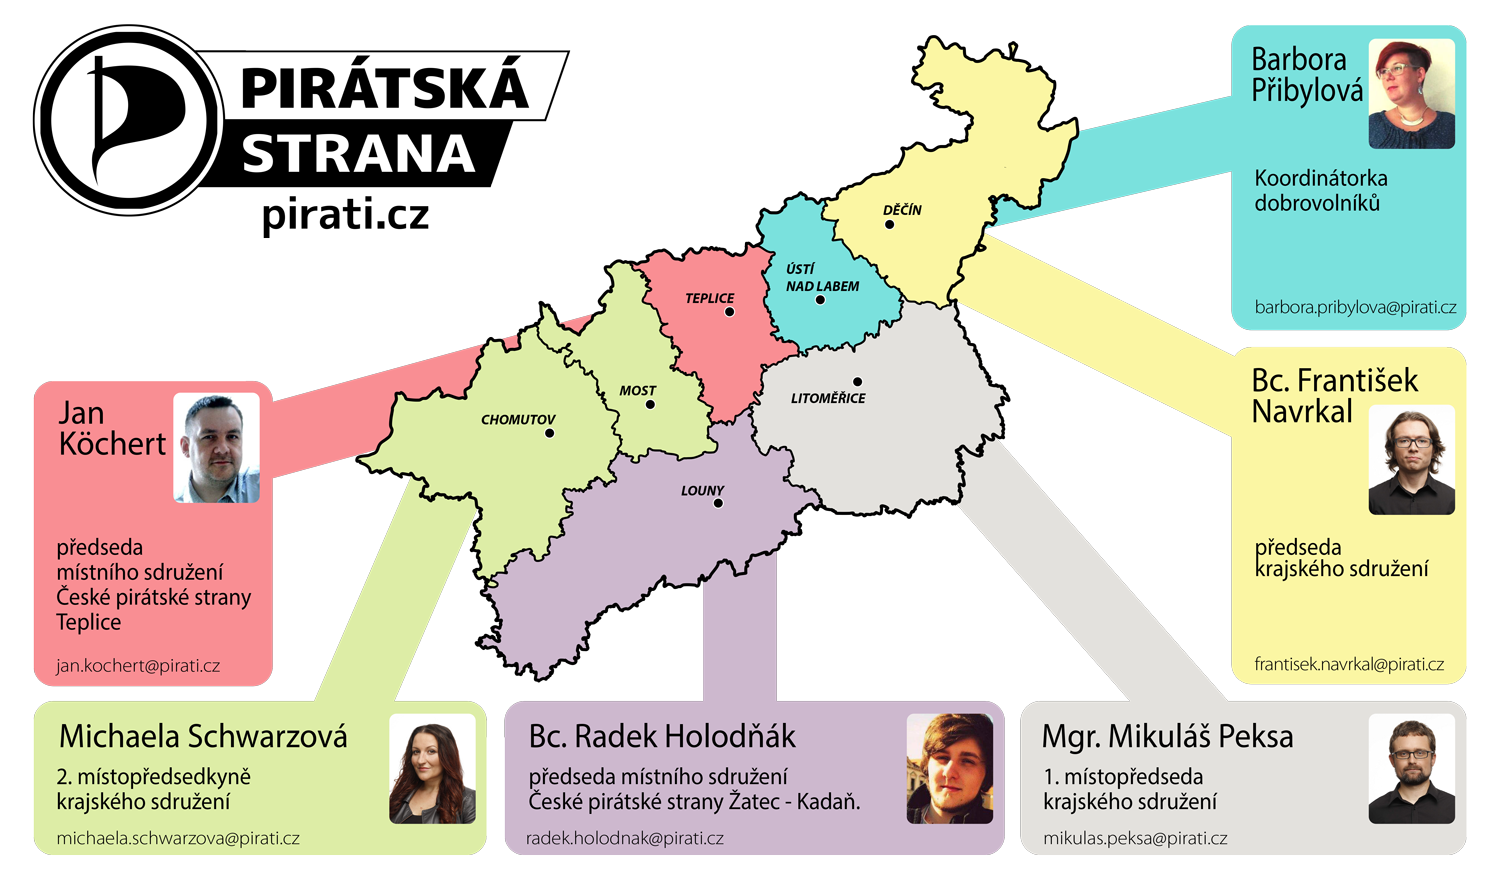 PIRÁTSKÁ
STRANA
pirati.cz
Barbora
Přibylová
Koordinátorka
dobrovolníků
barbora.pribylova@pirati.cz
DĚČÍN
ÚSTÍ
NAD LABEM
TEPLICE
MOST
CHOMUTOV
LITOMĚŘICE
LOUNY
Bc. František
Navrkal
předseda
krajského sdružení
frantisek.navrkal@pirati.cz
Jan
Köchert
předseda
místního sdružení
České pirátské strany
Teplice
jan.kochert@pirati.cz
Michaela Schwarzová
2. místopředsedkyně
krajského sdružení
michaela.schwarzova@pirati.cz
Bc. Radek Holodňák
předseda místního sdružení
České pirátské strany Žatec - Kadaň.
radek.holodnak@pirati.cz
Mgr. Mikuláš Peksa
1. místopředseda
krajského sdružení
mikulas.peksa@pirati.cz